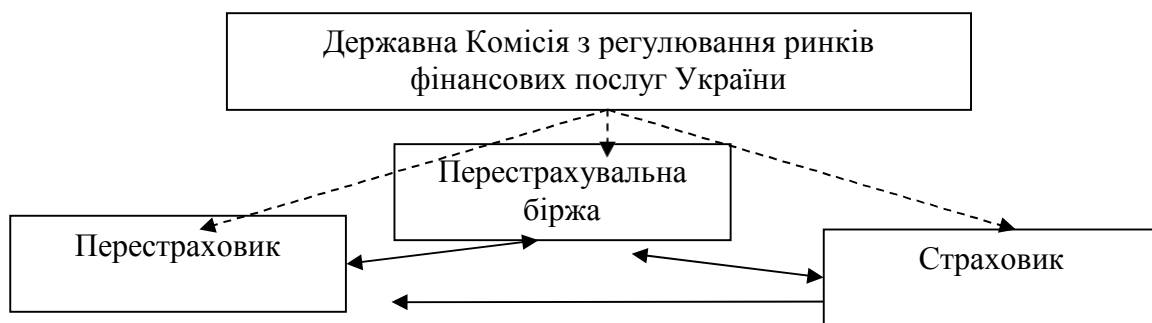 Державна Комісія з регулювання ринків
фінансових послуг України
Перестрахувальна
біржа
Перестраховик
Страховик